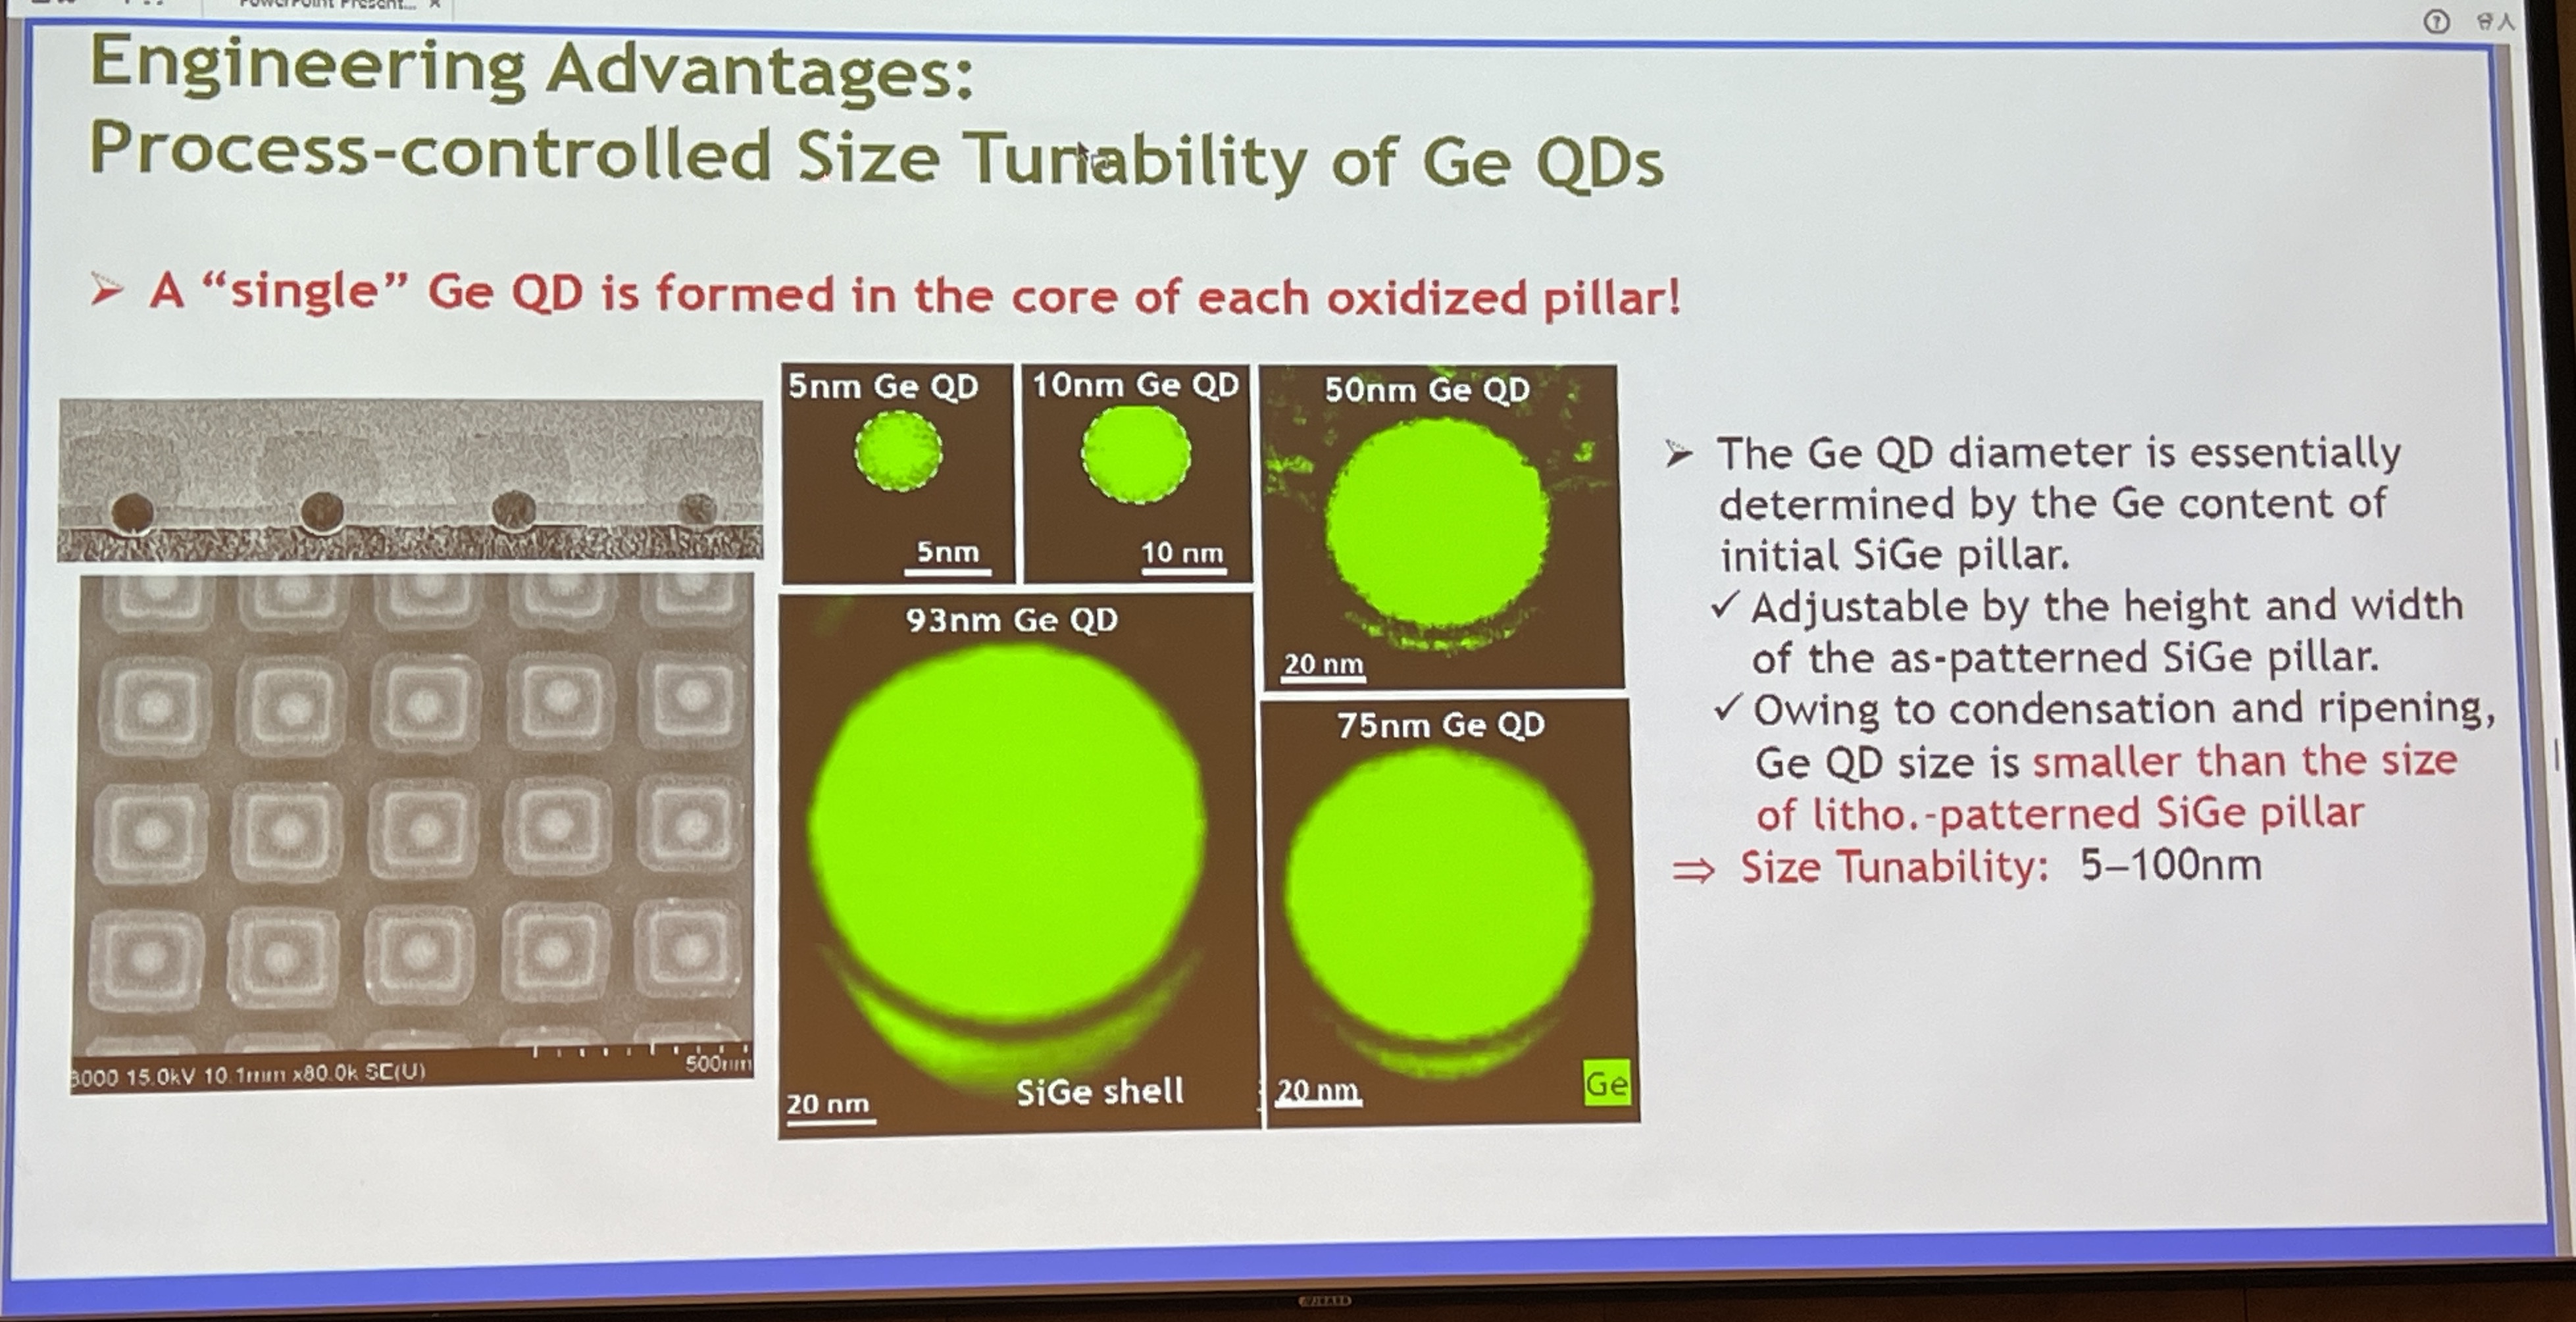 PowerPoint Present...
Engineering Advantages:
Process-controlled Size Tunability of Ge QDs
➢ A “single” Ge QD is formed in the core of each oxidized pillar!
5nm Ge QD
5nm
10nm Ge QD
10 nm
50nm Ge QD
20 nm
93nm Ge QD
SiGe shell
20 nm
75nm Ge QD
20 nm
Ge
000 15.0kV 10.1mm x80.0k SE(U)
500nm
➢ The Ge QD diameter is essentially
determined by the Ge content of
initial SiGe pillar.
✓ Adjustable by the height and width
of the as-patterned SiGe pillar.
✓ Owing to condensation and ripening,
Ge QD size is smaller than the size
of litho.-patterned SiGe pillar
⇒ Size Tunability: 5–100nm